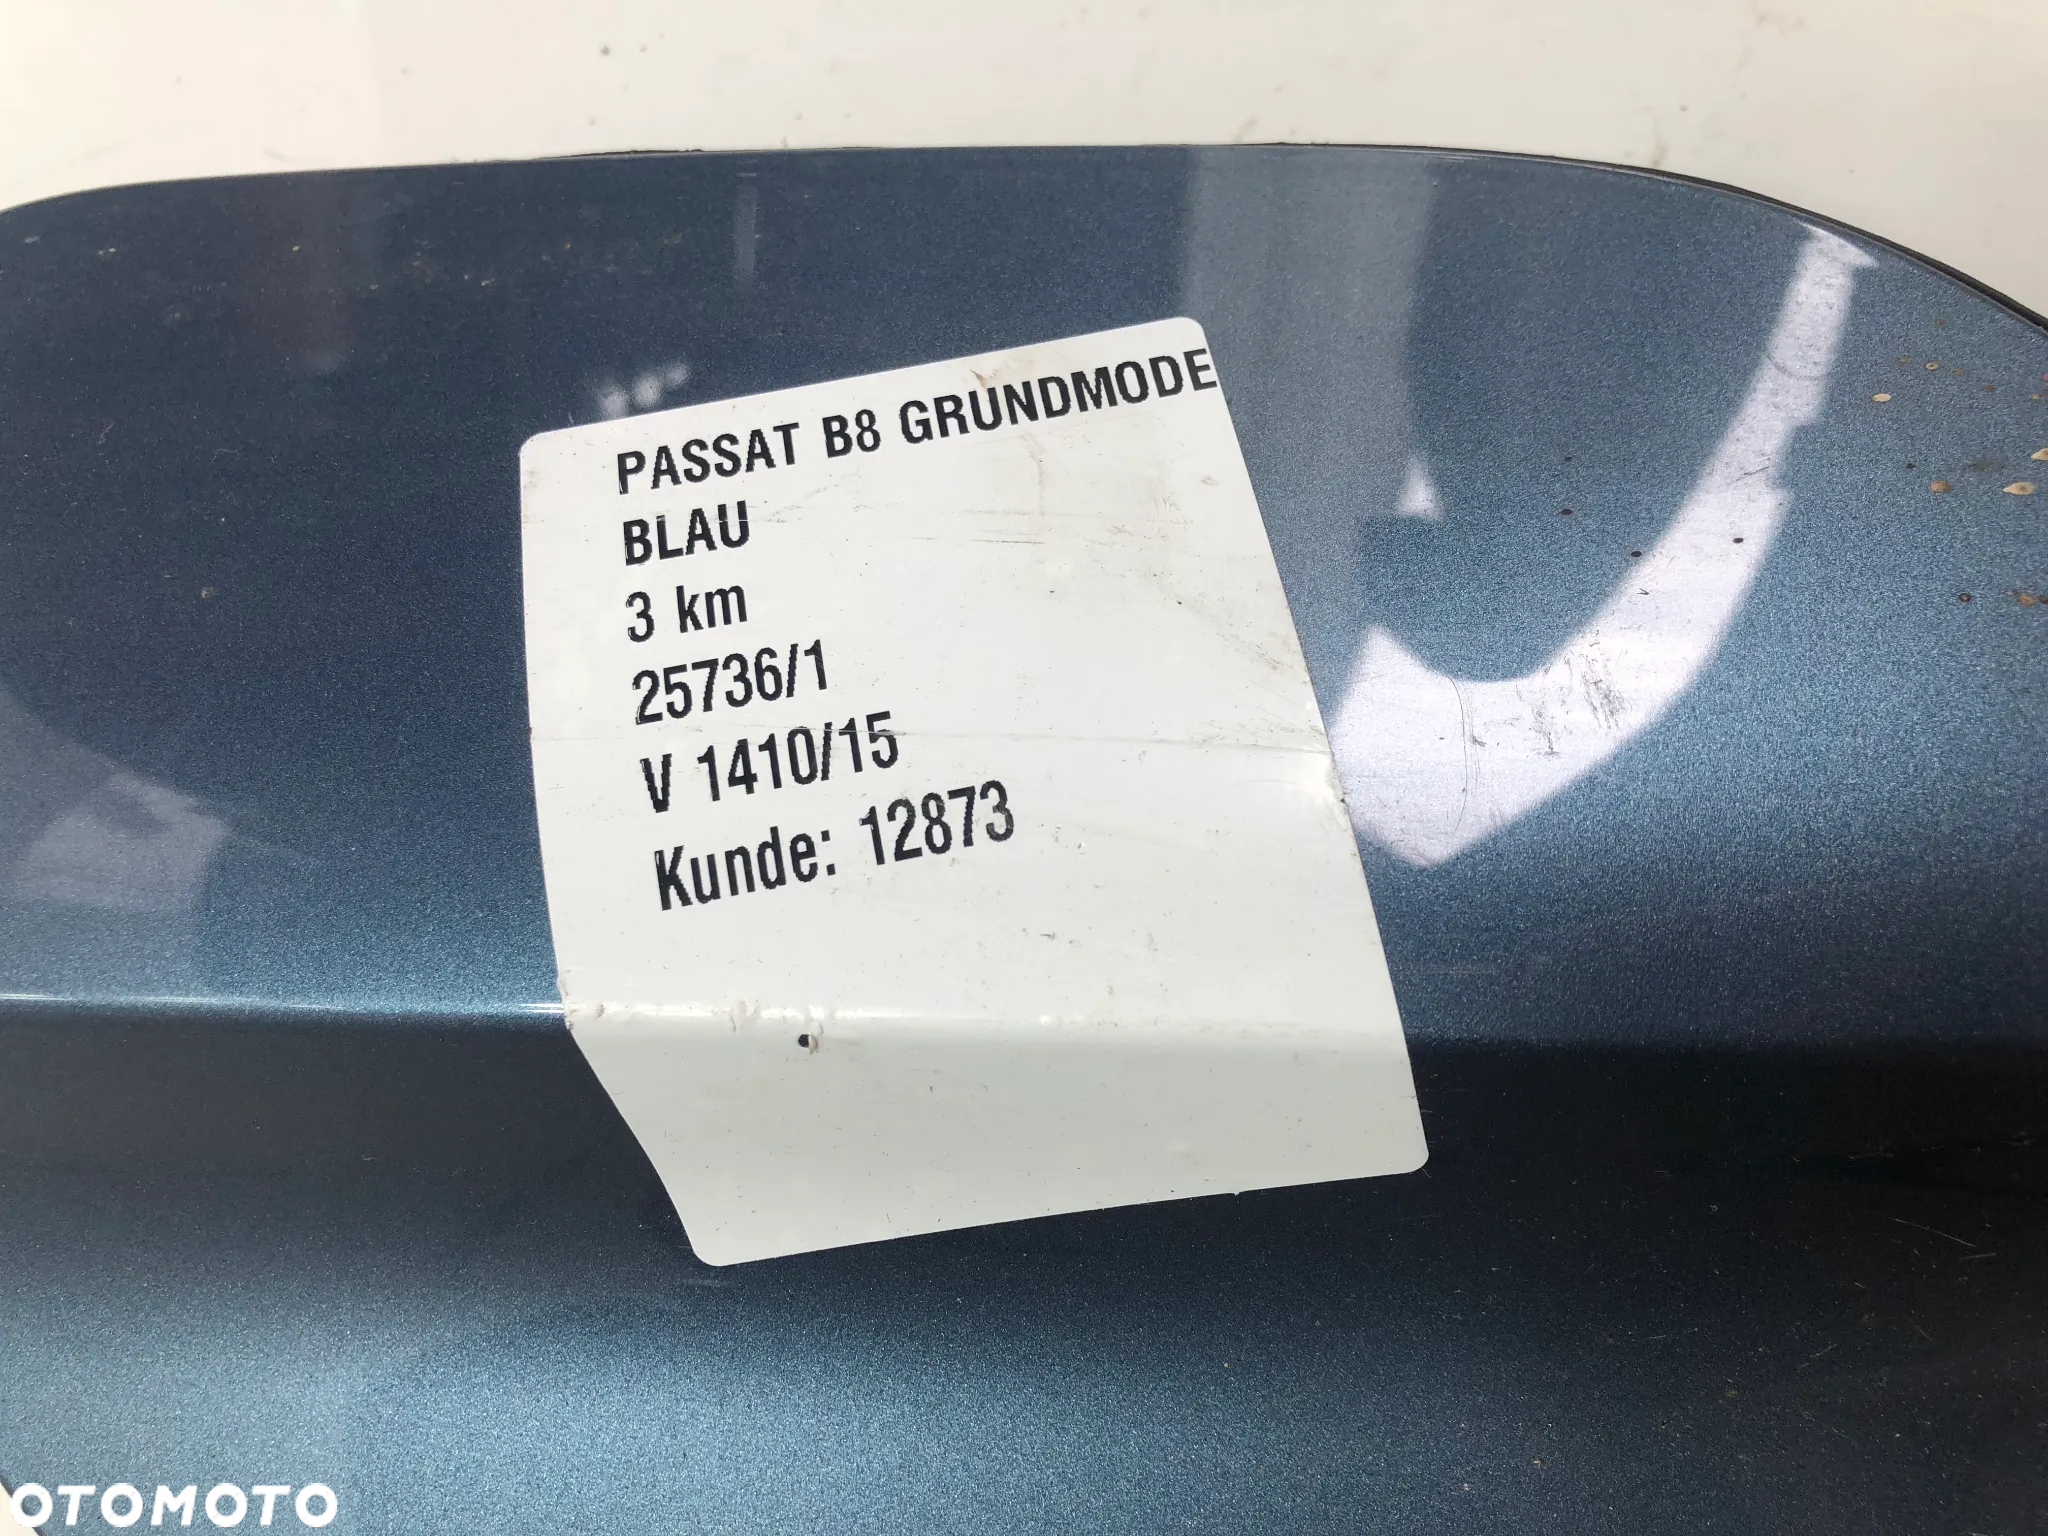 PASSAT B8 GRUNDMODE
BLAU
3 km
25736/1
V 1410/15
Kunde: 12873
OTOMOTO